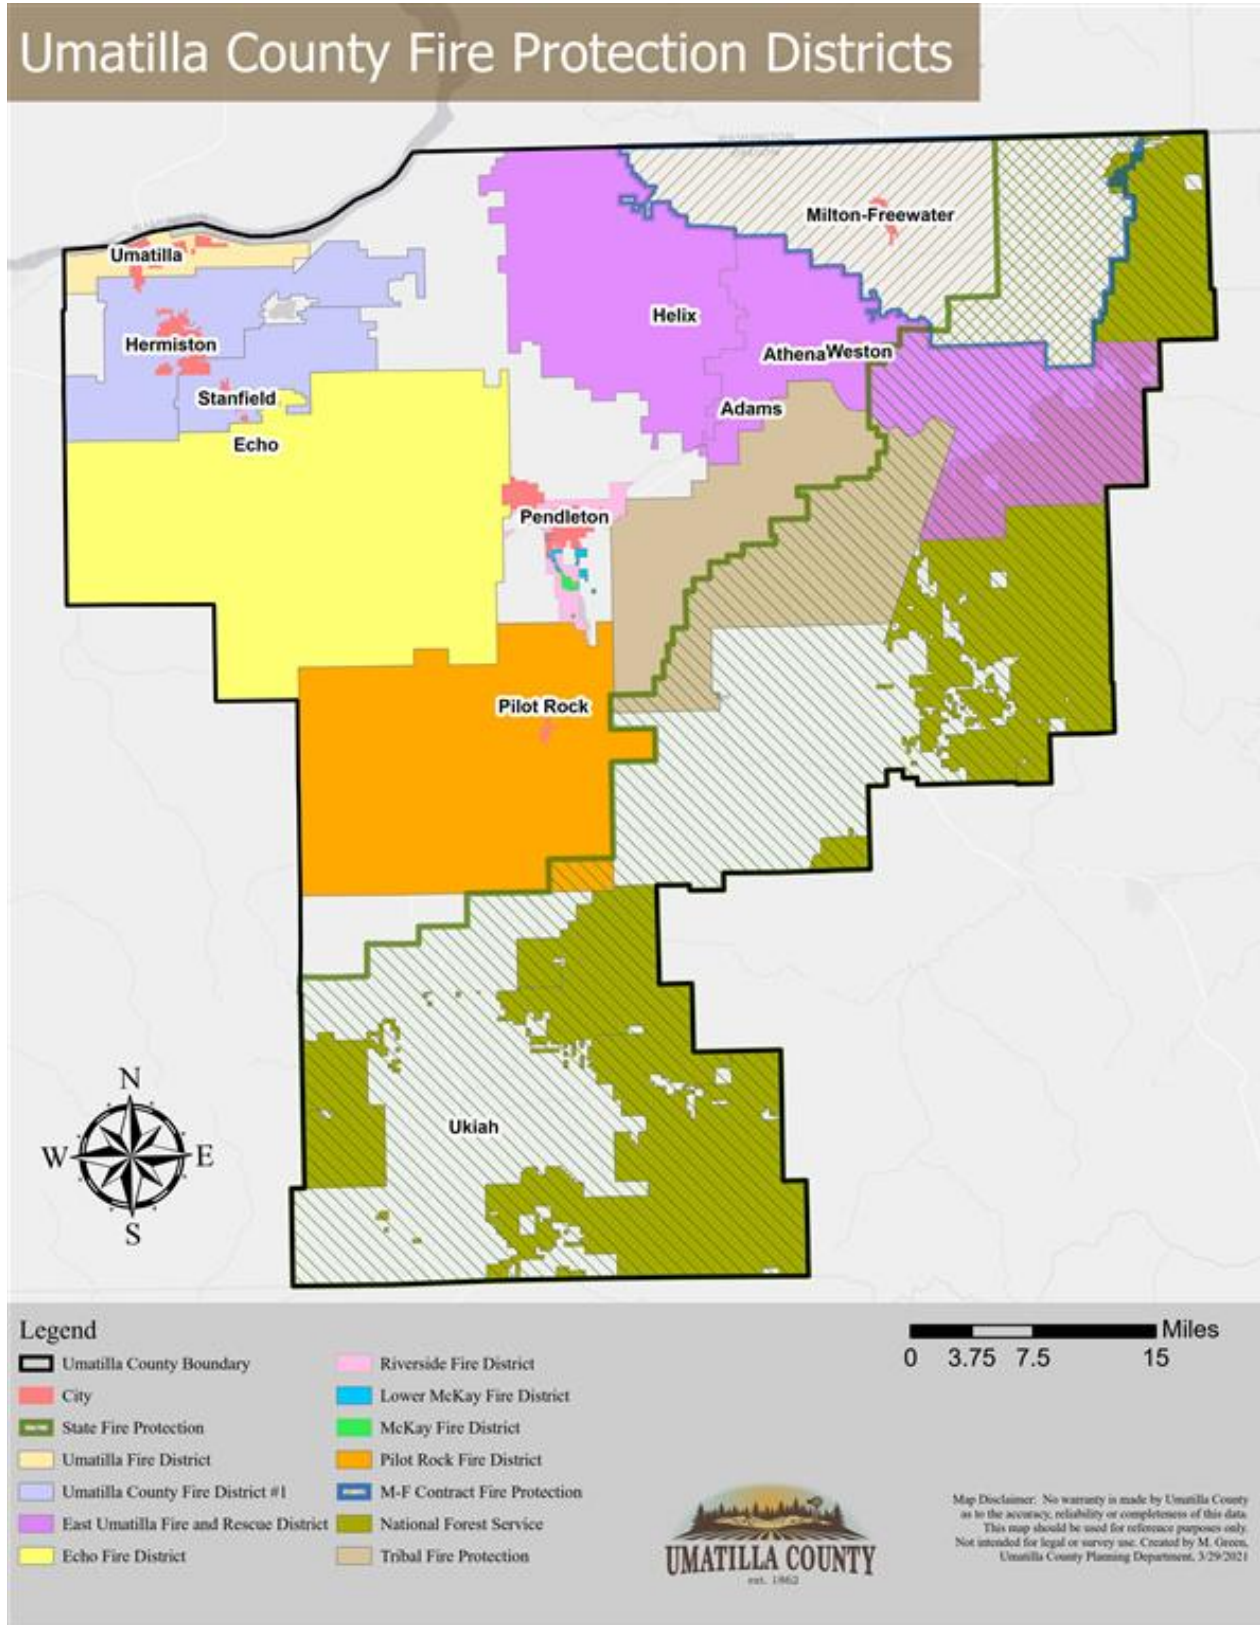 Umatilla County Fire Protection Districts
WASHINGTON
Umatilla
Milton-Freewater
Hermiston
Helix
Athena
Weston
Stanfield
Adams
Echo
Pendleton
Pilot Rock
Ukiah
N
W
E
S
Legend
Umatilla County Boundary
City
State Fire Protection
Umatilla Fire District
Umatilla County Fire District #1
East Umatilla Fire and Rescue District
Echo Fire District
Riverside Fire District
Lower McKay Fire District
McKay Fire District
Pilot Rock Fire District
M-F Contract Fire Protection
National Forest Service
Tribal Fire Protection
Miles
0 3.75 7.5 15
UMATILLA COUNTY
est. 1862
Map Disclaimer: No warranty is made by Umatilla County
as to the accuracy, reliability or completeness of this data.
This map should be used for reference purposes only.
Not intended for legal or survey use. Created by M. Green,
Umatilla County Planning Department, 3/29/2021